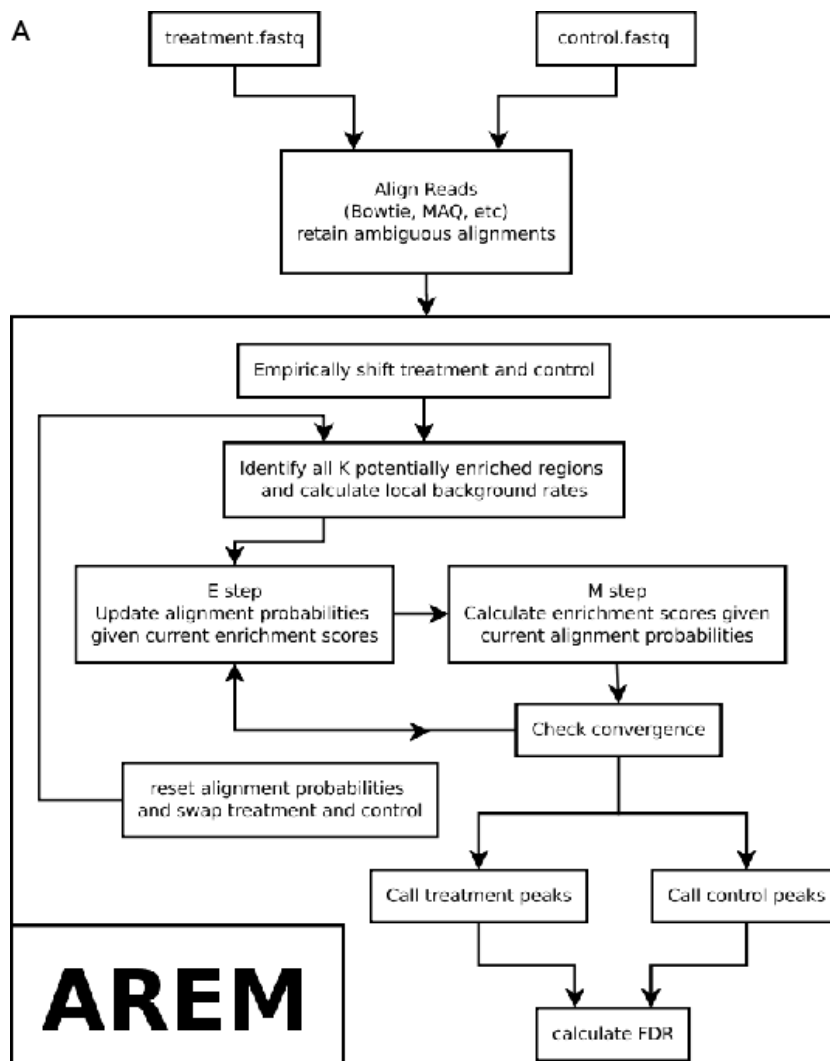 A
treatment.fastq
control.fastq
Align Reads
(Bowtie, MAQ, etc)
retain ambiguous alignments
Empirically shift treatment and control
Identify all K potentially enriched regions
and calculate local background rates
E step
Update alignment probabilities
given current enrichment scores
M step
Calculate enrichment scores given
current alignment probabilities
Check convergence
reset alignment probabilities
and swap treatment and control
Call treatment peaks
Call control peaks
AREM
calculate FDR